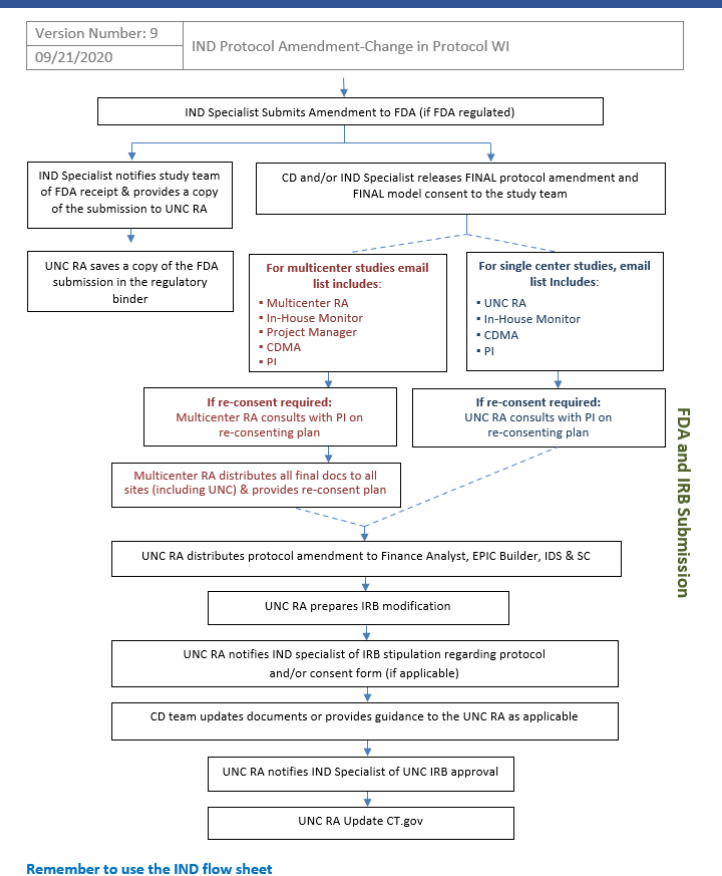 Version Number: 9
09/21/2020
IND Protocol Amendment-Change in Protocol WI
IND Specialist Submits Amendment to FDA (if FDA regulated)
IND Specialist notifies study team
of FDA receipt & provides a copy
of the submission to UNC RA
CD and/or IND Specialist releases FINAL protocol amendment and
FINAL model consent to the study team
UNC RA saves a copy of the FDA
submission in the regulatory
binder
For multicenter studies email
list includes:
▪ Multicenter RA
▪ In-House Monitor
▪ Project Manager
▪ CDMA
▪ PI
For single center studies, email
list Includes:
▪ UNC RA
▪ In-House Monitor
▪ CDMA
▪ PI
If re-consent required:
Multicenter RA consults with PI on
re-consenting plan
If re-consent required:
UNC RA consults with PI on
re-consenting plan
Multicenter RA distributes all final docs to all
sites (including UNC) & provides re-consent plan
FDA and IRB Submission
UNC RA distributes protocol amendment to Finance Analyst, EPIC Builder, IDS & SC
UNC RA prepares IRB modification
UNC RA notifies IND specialist of IRB stipulation regarding protocol
and/or consent form (if applicable)
CD team updates documents or provides guidance to the UNC RA as applicable
UNC RA notifies IND Specialist of UNC IRB approval
UNC RA Update CT.gov
Remember to use the IND flow sheet